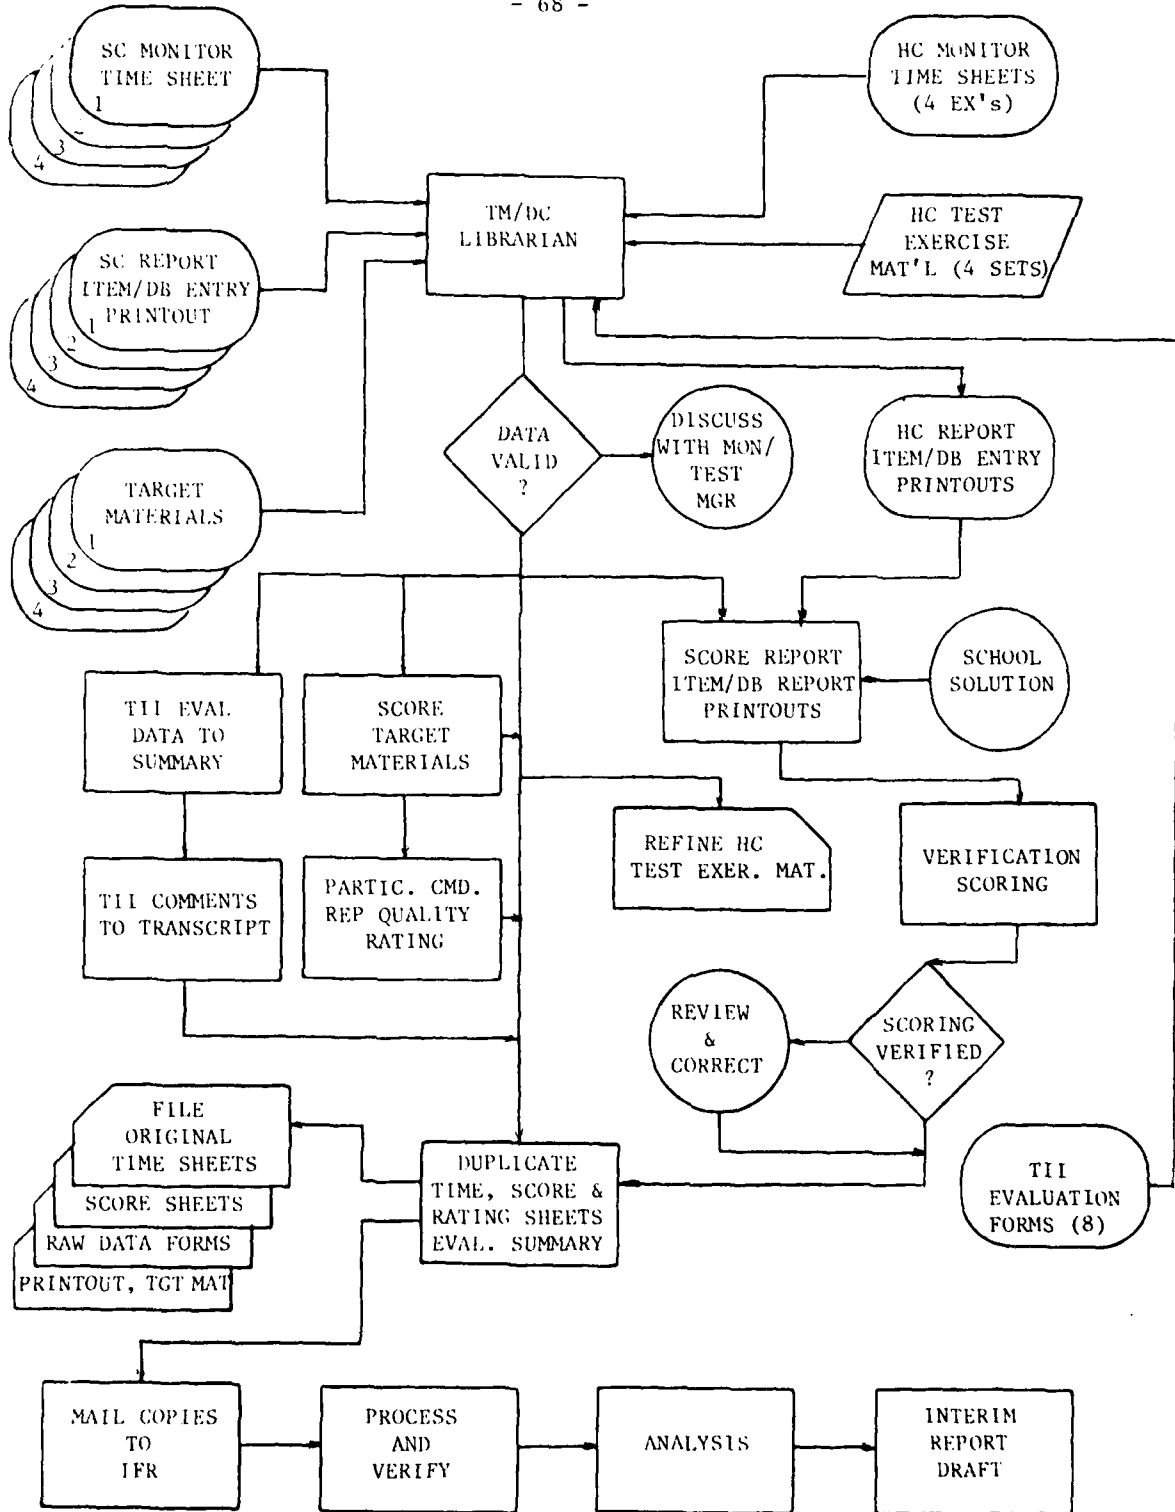 - 68 -
SC MONITOR
TIME SHEET
1
3
4
HC MONITOR
TIME SHEETS
(4 EX's)
TM/DC
LIBRARIAN
HC TEST
EXERCISE
MAT'L (4 SETS)
SC REPORT
ITEM/DB ENTRY
PRINTOUT
1
2
3
4
DATA
VALID
?
DISCUSS
WITH MON/
TEST
MGR
HC REPORT
ITEM/DB ENTRY
PRINTOUTS
TARGET
MATERIALS
1
2
3
4
TII EVAL
DATA TO
SUMMARY
SCORE
TARGET
MATERIALS
SCORE REPORT
ITEM/DB REPORT
PRINTOUTS
SCHOOL
SOLUTION
TII COMMENTS
TO TRANSCRIPT
PARTIC. CMD.
REP QUALITY
RATING
REFINE HC
TEST EXER. MAT.
VERIFICATION
SCORING
REVIEW
&
CORRECT
SCORING
VERIFIED
?
FILE
ORIGINAL
TIME SHEETS
SCORE SHEETS
RAW DATA FORMS
PRINTOUT, TGT MAT
DUPLICATE
TIME, SCORE &
RATING SHEETS
EVAL. SUMMARY
TII
EVALUATION
FORMS (8)
MAIL COPIES
TO
IFR
PROCESS
AND
VERIFY
ANALYSIS
INTERIM
REPORT
DRAFT